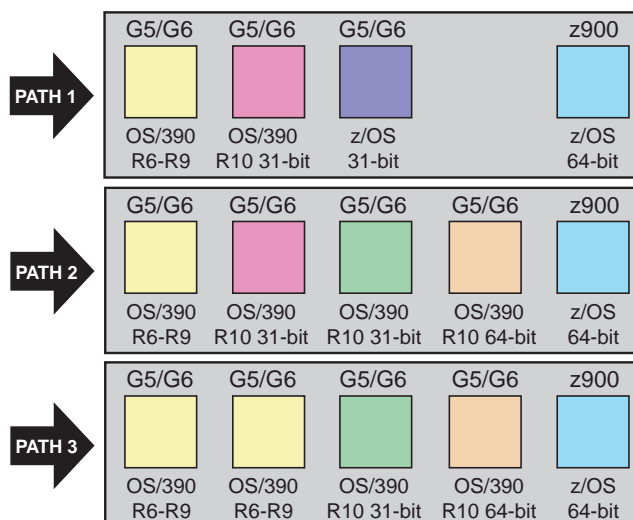 G5/G6 G5/G6 G5/G6 z900
PATH 1
OS/390 OS/390 z/OS z/OS
R6-R9 R10 31-bit 31-bit 64-bit
G5/G6 G5/G6 G5/G6 G5/G6 z900
PATH 2
OS/390 OS/390 OS/390 OS/390 z/OS
R6-R9 R10 31-bit R10 31-bit R10 64-bit 64-bit
G5/G6 G5/G6 G5/G6 G5/G6 z900
PATH 3
OS/390 OS/390 OS/390 OS/390 z/OS
R6-R9 R6-R9 R10 31-bit R10 64-bit 64-bit